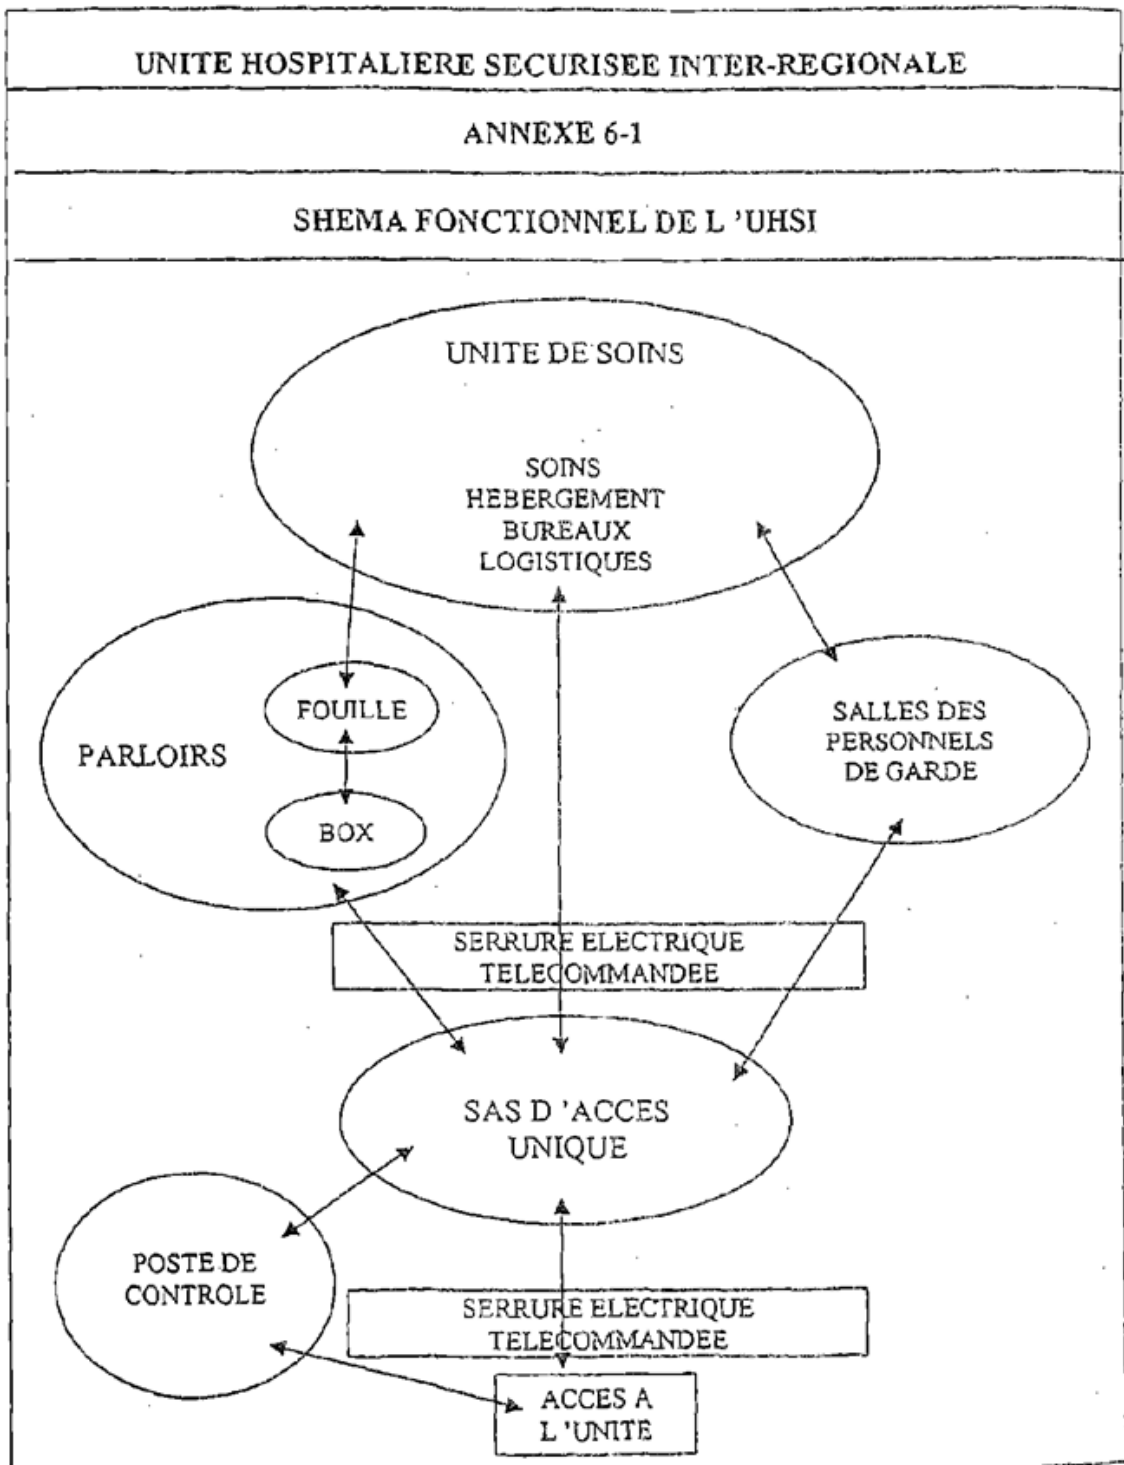 UNITE HOSPITALIERE SECURISEE INTER-REGIONALE
ANNEXE 6-1
SHEMA FONCTIONNEL DE L 'UHSI
UNITE DE SOINS
SOINS
HEBERGEMENT
BUREAUX
LOGISTIQUES
FOUILLE
PARLOIRS
BOX
SALLES DES
PERSONNELS
DE GARDE
SERRURE ELECTRIQUE
TELECOMMANDEE
SAS D 'ACCES
UNIQUE
POSTE DE
CONTROLE
SERRURE ELECTRIQUE
TELECOMMANDEE
ACCES A
L 'UNITE